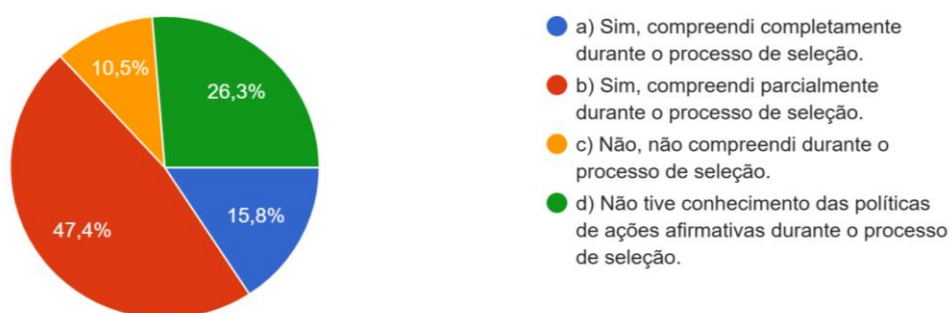 10,5%
26,3%
47,4%
15,8%
a) Sim, compreendi completamente
durante o processo de seleção.
b) Sim, compreendi parcialmente
durante o processo de seleção.
c) Não, não compreendi durante o
processo de seleção.
d) Não tive conhecimento das políticas
de ações afirmativas durante o processo
de seleção.